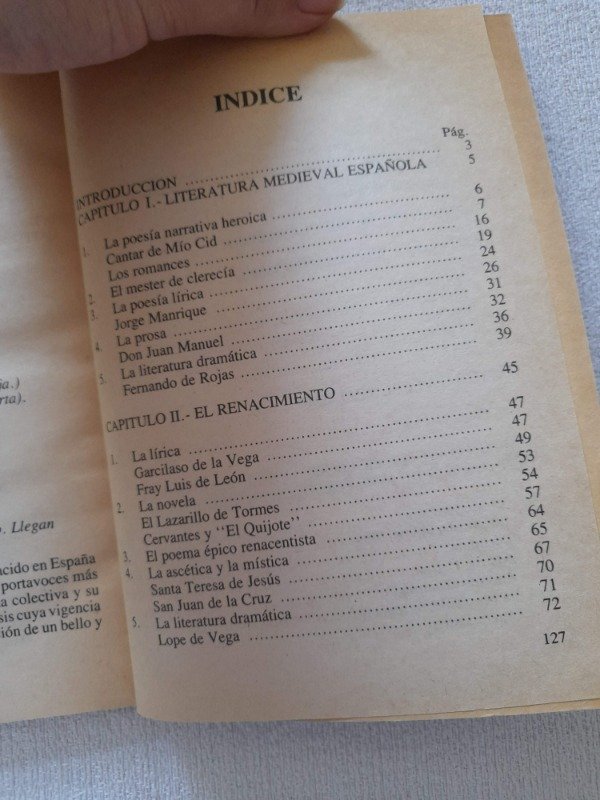 ia.)
rta).
. Llegan
acido en España
portavoces más
a colectiva y su
sis cuya vigencia
ión de un bello y
INDICE
Pág.
INTRODUCCION ........ 3
CAPITULO I.- LITERATURA MEDIEVAL ESPAÑOLA 5
1. La poesía narrativa heroica ........ 6
Cantar de Mío Cid ........ 7
Los romances ........ 16
2. El mester de clerecía ........ 19
3. La poesía lírica ........ 24
Jorge Manrique ........ 26
4. La prosa ........ 31
Don Juan Manuel ........ 32
5. La literatura dramática ........ 36
Fernando de Rojas ........ 39
CAPITULO II.- EL RENACIMIENTO ........ 45
1. La lírica ........ 47
Garcilaso de la Vega ........ 47
Fray Luis de León ........ 49
2. La novela ........ 53
El Lazarillo de Tormes ........ 54
Cervantes y "El Quijote" ........ 57
3. El poema épico renacentista ........ 64
4. La ascética y la mística ........ 65
Santa Teresa de Jesús ........ 67
San Juan de la Cruz ........ 70
5. La literatura dramática ........ 71
Lope de Vega ........ 72
127